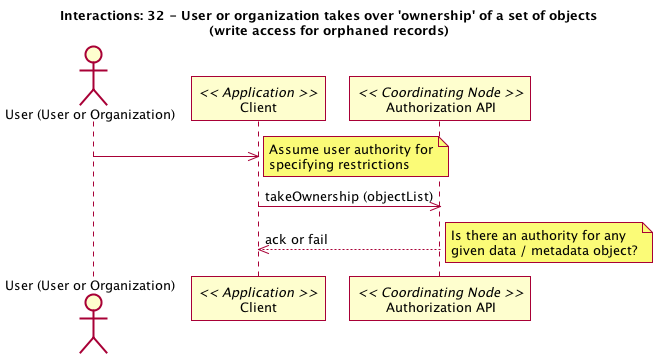 Interactions: 32 - User or organization takes over 'ownership' of a set of objects
(write access for orphaned records)
User (User or Organization)
<< Application >>
Client
<< Coordinating Node >>
Authorization API
Assume user authority for
specifying restrictions
takeOwnership (objectList)
ack or fail
Is there an authority for any
given data / metadata object?
User (User or Organization)
<< Application >>
Client
<< Coordinating Node >>
Authorization API